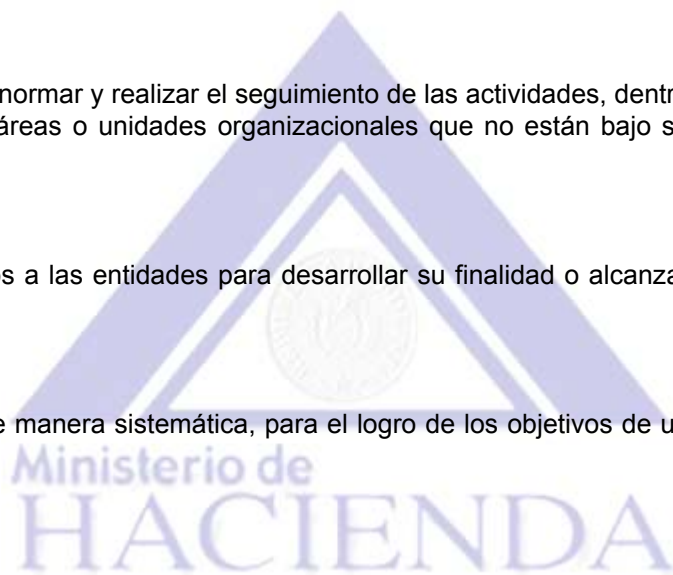 normar y realizar el seguimiento de las actividades, dentr
áreas o unidades organizacionales que no están bajo s
s a las entidades para desarrollar su finalidad o alcanza
e manera sistemática, para el logro de los objetivos de u
Ministerio de
HACIENDA